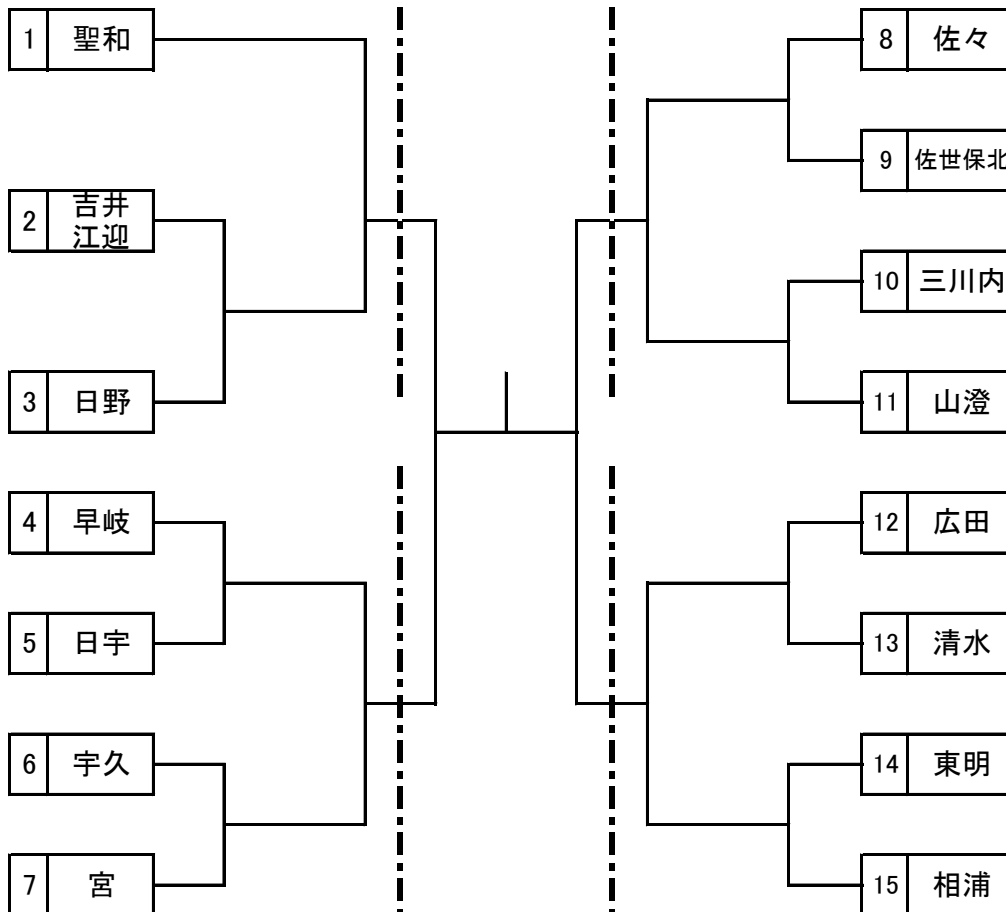 1 聖和
2 吉井
江迎
3 日野
4 早岐
5 日宇
6 宇久
7 宮
8 佐々
9 佐世保北
10 三川内
11 山澄
12 広田
13 清水
14 東明
15 相浦